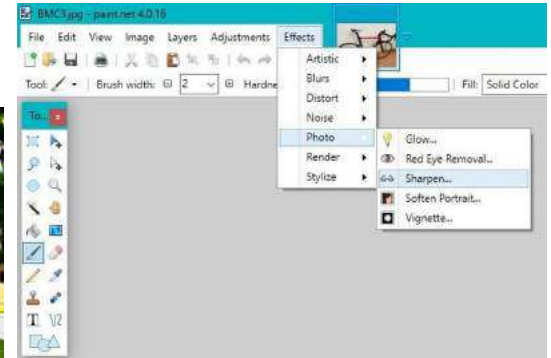 BMC3.jpg - paint.net 4.0.16
File Edit View Image Layers Adjustments Effects
Tool: Brush width: 2 Hardne Fill: Solid Color
To...
Artistic
Blurs
Distort
Noise
Photo
Render
Stylize
Glow...
Red Eye Removal...
Sharpen...
Soften Portrait...
Vignette...